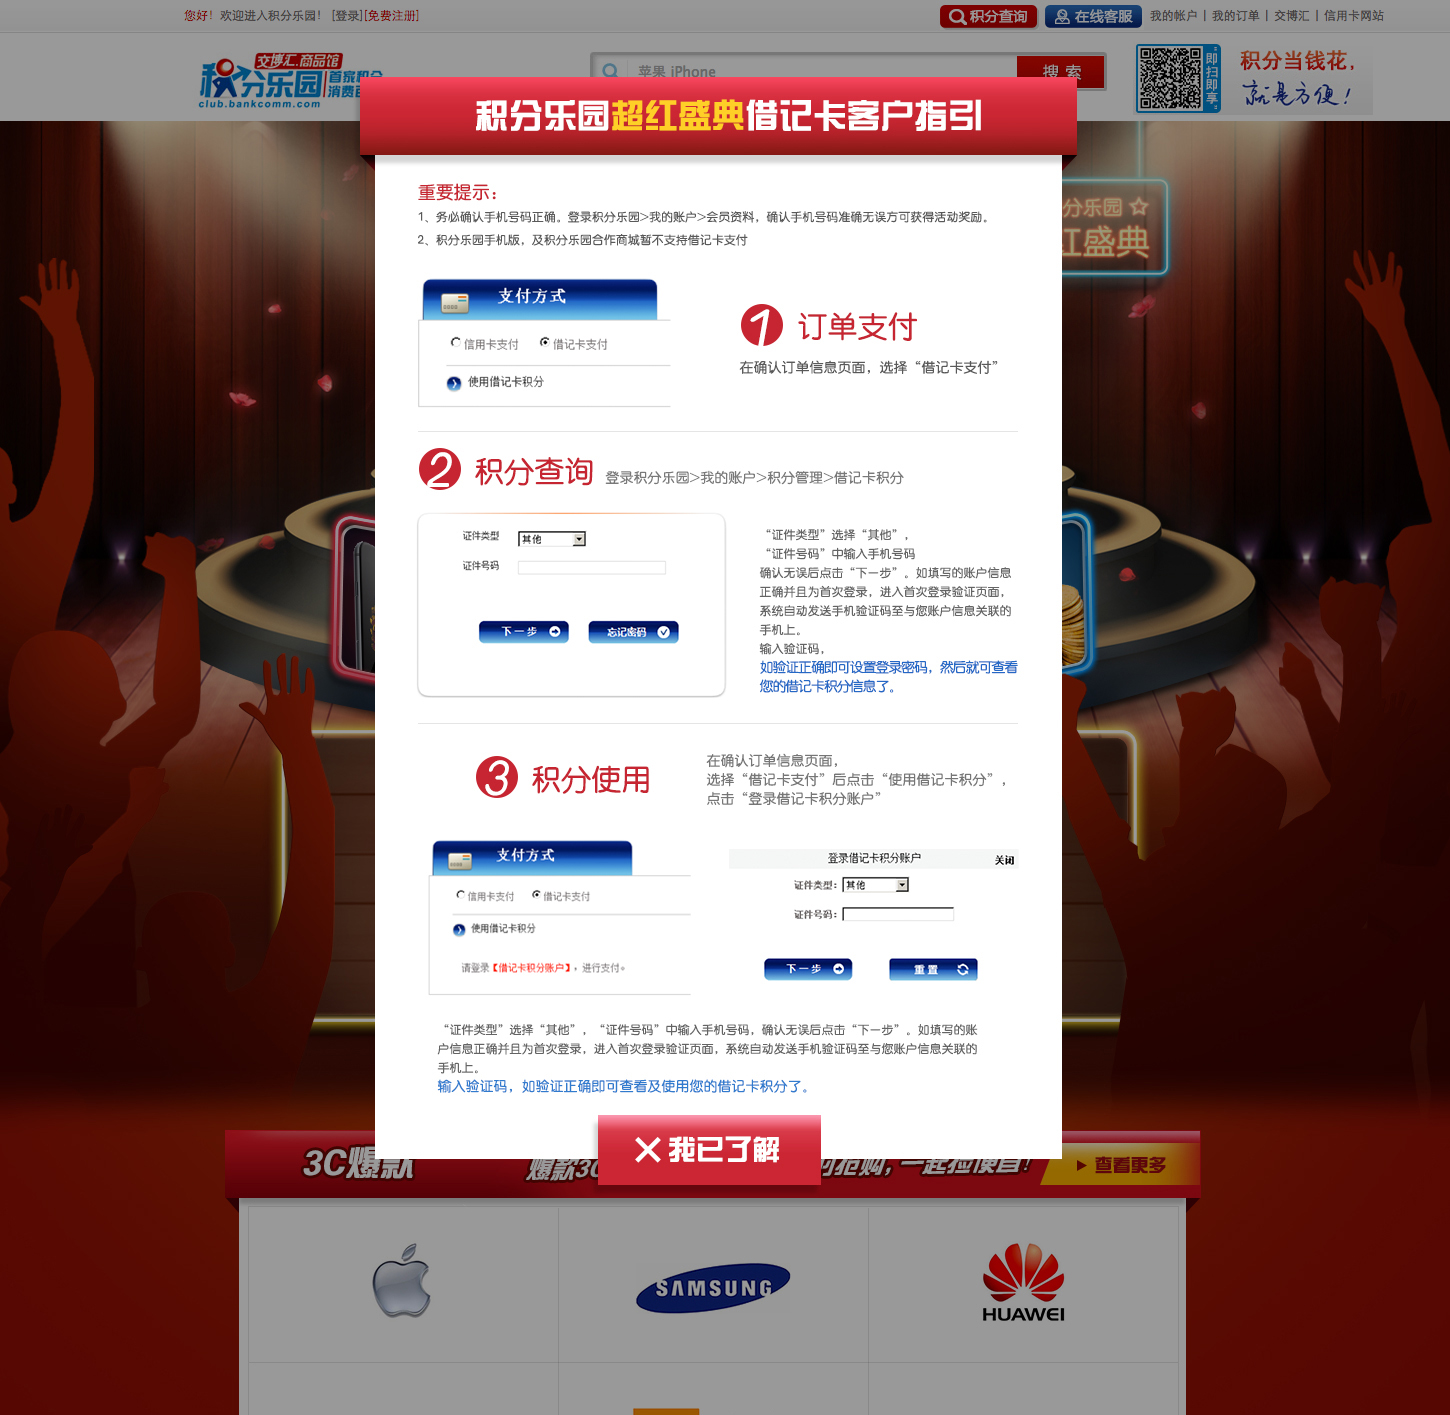 您好！欢迎进入积分乐园！ [登录][免费注册]
积分查询 在线客服 我的帐户 | 我的订单 | 交博汇 | 信用卡网站
交博汇.商品馆
积分乐园
首家积分
club.bankcomm.com
苹果 iPhone
搜 索
即扫即享
积分当钱花，
就是方便！
积分乐园超红盛典借记卡客户指引
重要提示：
1、务必确认手机号码正确。登录积分乐园>我的账户>会员资料，确认手机号码准确无误方可获得活动奖励。
2、积分乐园手机版，及积分乐园合作商城暂不支持借记卡支付
分乐园
红盛典
支付方式
信用卡支付 借记卡支付
使用借记卡积分
1 订单支付
在确认订单信息页面，选择“借记卡支付”
2 积分查询 登录积分乐园>我的账户>积分管理>借记卡积分
证件类型 其他
证件号码
下一步 忘记密码
“证件类型”选择“其他”，
“证件号码”中输入手机号码
确认无误后点击“下一步”。如填写的账户信息
正确并且为首次登录，进入首次登录验证页面，
系统自动发送手机验证码至与您账户信息关联的
手机上。
输入验证码，
如验证正确即可设置登录密码，然后就可查看
您的借记卡积分信息了。
3 积分使用
在确认订单信息页面，
选择“借记卡支付”后点击“使用借记卡积分”，
点击“登录借记卡积分账户”
支付方式
信用卡支付 借记卡支付
使用借记卡积分
请登录【借记卡积分账户】，进行支付。
登录借记卡积分账户 关闭
证件类型：其他
证件号码：
下一步 重置
“证件类型”选择“其他”，“证件号码”中输入手机号码，确认无误后点击“下一步”。如填写的账
户信息正确并且为首次登录，进入首次登录验证页面，系统自动发送手机验证码至与您账户信息关联的
手机上。
输入验证码，如验证正确即可查看及使用您的借记卡积分了。
我已了解
3C爆款
爆款3C
查看更多
SAMSUNG
HUAWEI